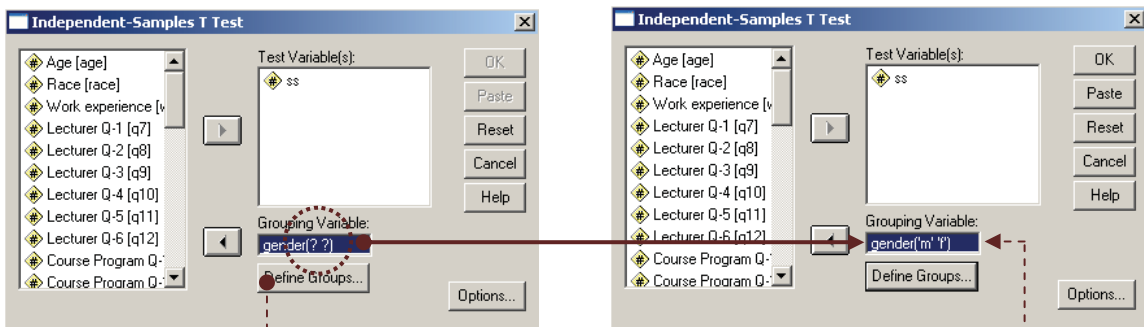 Independent-Samples T Test
Age [age]
Race [race]
Work experience [w
Lecturer Q-1 [q7]
Lecturer Q-2 [q8]
Lecturer Q-3 [q9]
Lecturer Q-4 [q10]
Lecturer Q-5 [q11]
Lecturer Q-6 [q12]
Course Program Q-
Course Program Q-
Test Variable(s):
ss
Grouping Variable:
gender(? ?)
Define Groups...
OK
Paste
Reset
Cancel
Help
Options...
Independent-Samples T Test
Age [age]
Race [race]
Work experience [w
Lecturer Q-1 [q7]
Lecturer Q-2 [q8]
Lecturer Q-3 [q9]
Lecturer Q-4 [q10]
Lecturer Q-5 [q11]
Lecturer Q-6 [q12]
Course Program Q-
Course Program Q-
Test Variable(s):
ss
Grouping Variable:
gender('m' 'f')
Define Groups...
OK
Paste
Reset
Cancel
Help
Options...